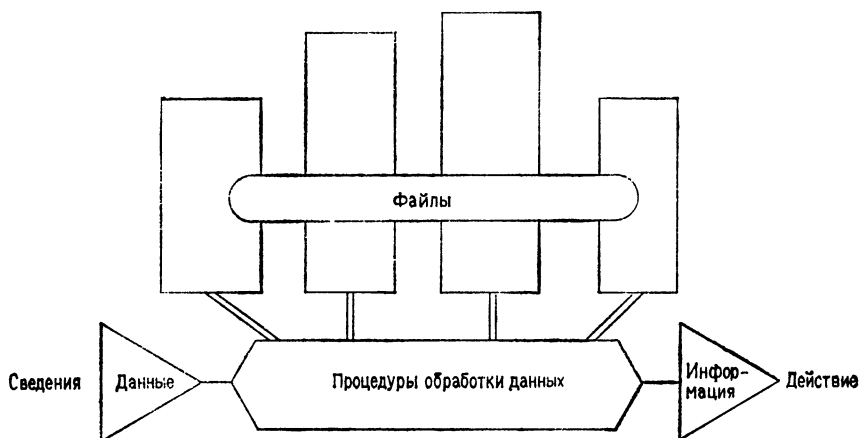 Файлы
Сведения
Данные
Процедуры обработки данных
Инфор-
мация
Действие